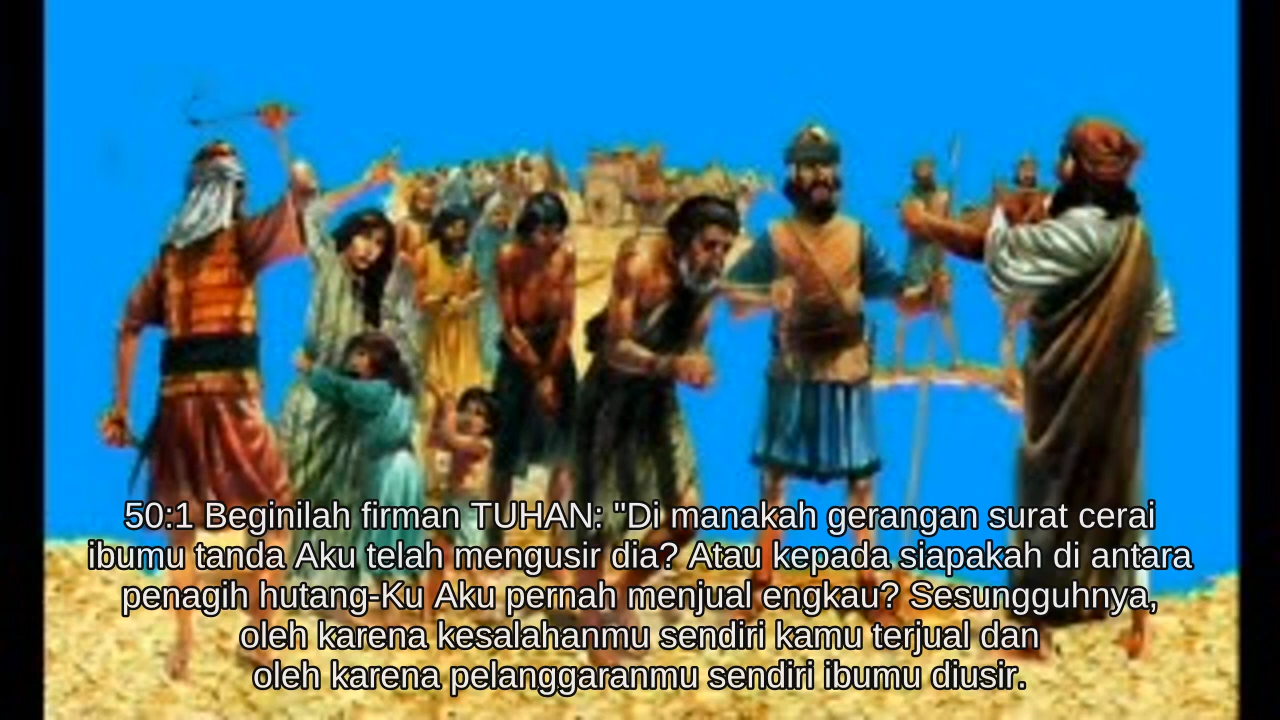 50:1 Beginilah firman TUHAN: "Di manakah gerangan surat cerai
ibumu tanda Aku telah mengusir dia? Atau kepada siapakah di antara
penagih hutang-Ku Aku pernah menjual engkau? Sesungguhnya,
oleh karena kesalahanmu sendiri kamu terjual dan
oleh karena pelanggaranmu sendiri ibumu diusir.